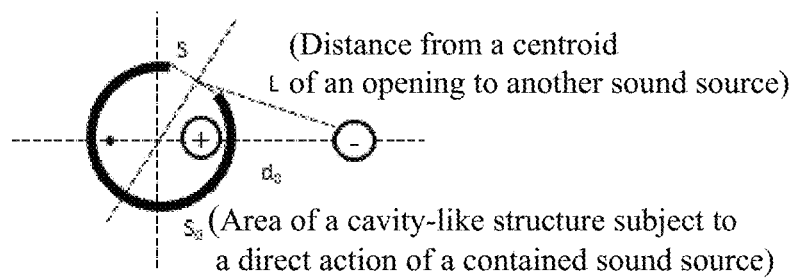 S
(Distance from a centroid
L of an opening to another sound source)
+
-
d₀
S₀ (Area of a cavity-like structure subject to
a direct action of a contained sound source)